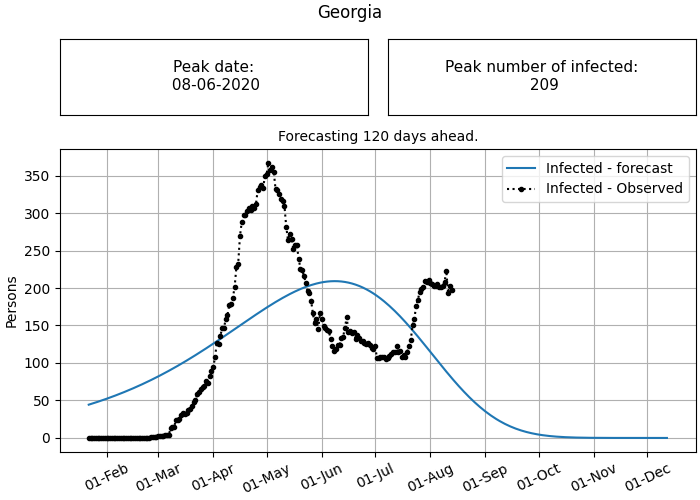 Georgia
Peak date:
08-06-2020
Peak number of infected:
209
Forecasting 120 days ahead.
Infected - forecast
Infected - Observed
Persons
350
300
250
200
150
100
50
0
01-Feb
01-Mar
01-Apr
01-May
01-Jun
01-Jul
01-Aug
01-Sep
01-Oct
01-Nov
01-Dec